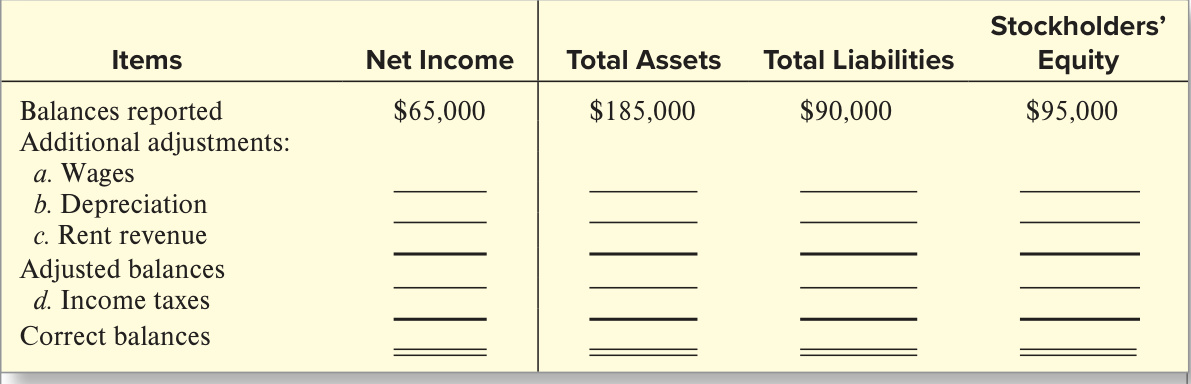 Items Net Income Total Assets Total Liabilities Stockholders’ Equity
Balances reported $65,000 $185,000 $90,000 $95,000
Additional adjustments:
a. Wages
b. Depreciation
c. Rent revenue
Adjusted balances
d. Income taxes
Correct balances